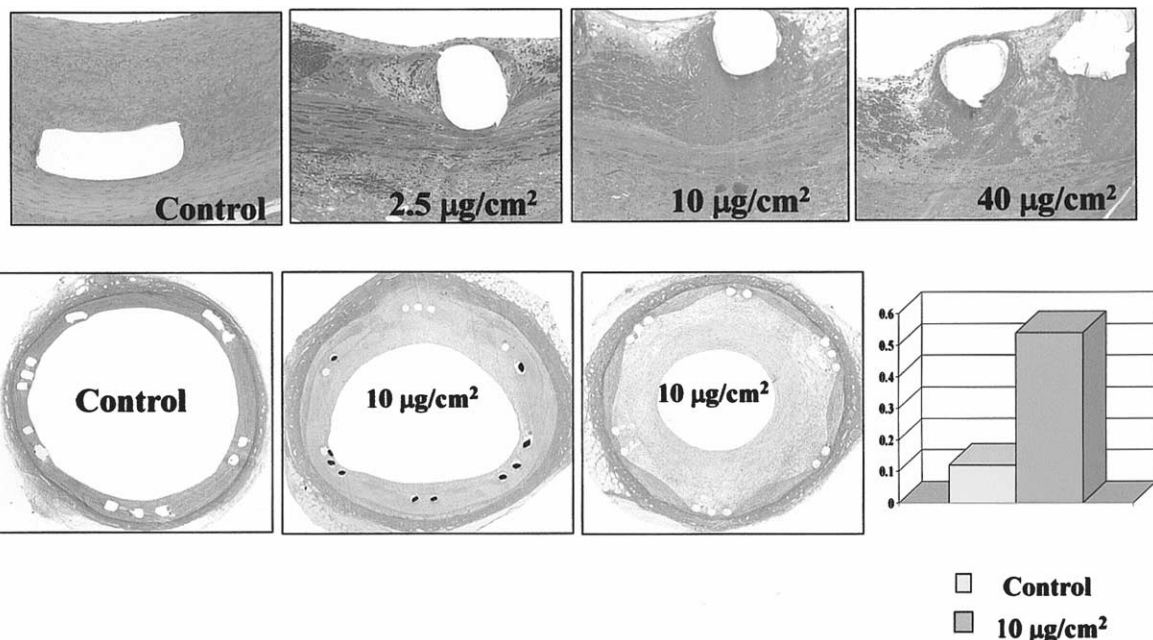 Control
2.5 μg/cm²
10 μg/cm²
40 μg/cm²
Control
10 μg/cm²
10 μg/cm²
0.6
0.5
0.4
0.3
0.2
0.1
0
Control
10 μg/cm²